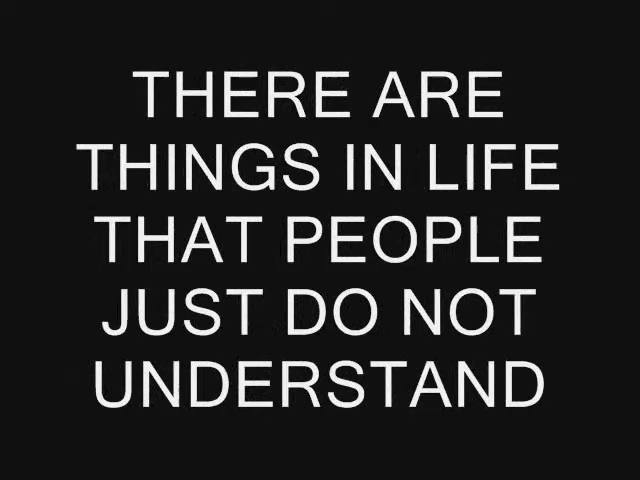 THERE ARE
THINGS IN LIFE
THAT PEOPLE
JUST DO NOT
UNDERSTAND